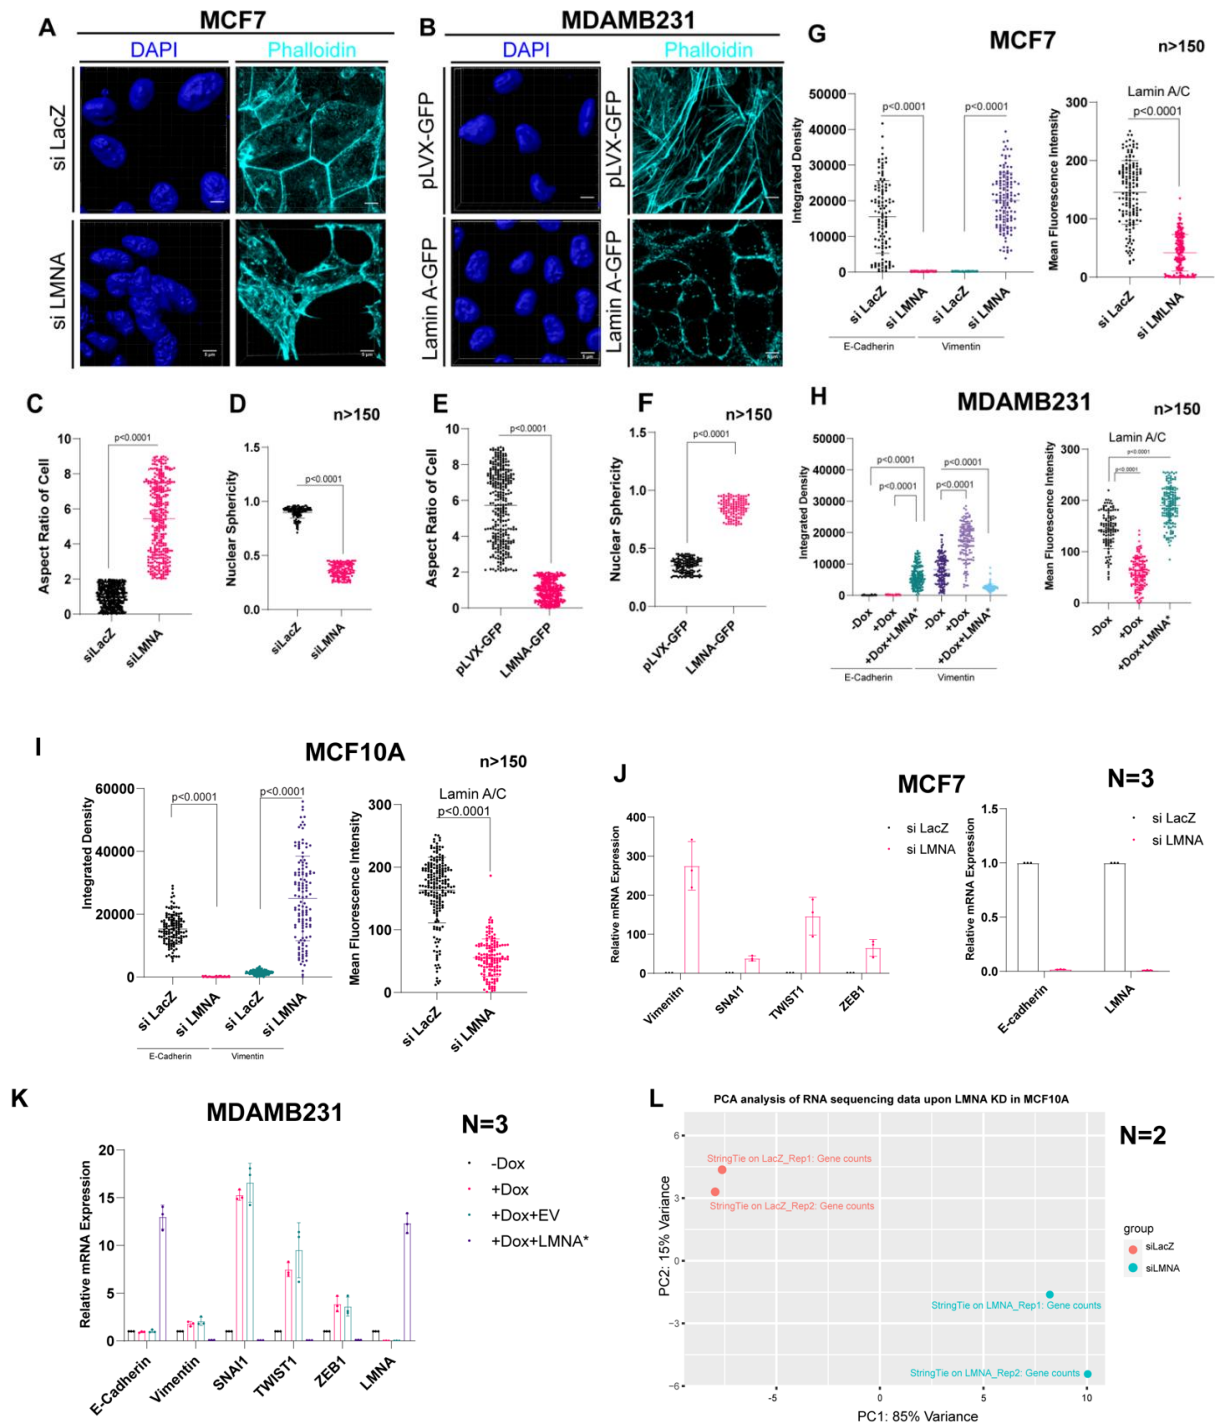 A
MCF7
DAPI
Phalloidin
si LacZ
si LMNA
5 μm
B
MDAMB231
DAPI
Phalloidin
pLVX-GFP
pLVX-GFP
Lamin A-GFP
Lamin A-GFP
G
MCF7
n>150
Integrated Density
50000
40000
30000
20000
10000
0
p<0.0001
p<0.0001
si LacZ
si LMNA
si LacZ
si LMNA
E-Cadherin
Vimentin
Lamin A/C
p<0.0001
Mean Fluorescence Intensity
300
200
100
0
si LacZ
si LMLNA
C
Aspect Ratio of Cell
10
8
6
4
2
0
p<0.0001
siLacZ
siLMNA
D
n>150
Nuclear Sphericity
1.5
1.0
0.5
0.0
p<0.0001
siLacZ
siLMNA
E
Aspect Ratio of Cell
10
8
6
4
2
0
p<0.0001
pLVX-GFP
LMNA-GFP
F
n>150
Nuclear Sphericity
1.5
1.0
0.5
0.0
p<0.0001
pLVX-GFP
LMNA-GFP
H
MDAMB231
n>150
Integrated Density
50000
40000
30000
20000
10000
0
p<0.0001
p<0.0001
p<0.0001
p<0.0001
-Dox
+Dox
+Dox+LMNA*
-Dox
+Dox
+Dox+LMNA*
E-Cadherin
Vimentin
Lamin A/C
p<0.0001
p<0.0001
Mean Fluorescence Intensity
300
200
100
0
-Dox
+Dox
+Dox+LMNA*
I
MCF10A
n>150
Integrated Density
60000
40000
20000
0
p<0.0001
p<0.0001
si LacZ
si LMNA
si LacZ
si LMNA
E-Cadherin
Vimentin
Lamin A/C
p<0.0001
Mean Fluorescence Intensity
300
200
100
0
si LacZ
si LMNA
J
MCF7
N=3
Relative mRNA Expression
400
300
200
100
0
si LacZ
si LMNA
Vimenitn
SNAI1
TWIST1
ZEB1
Relative mRNA Expression
1.5
1.0
0.5
0.0
si LacZ
si LMNA
E-cadherin
LMNA
K
MDAMB231
N=3
Relative mRNA Expression
20
15
10
5
0
-Dox
+Dox
+Dox+EV
+Dox+LMNA*
E-Cadherin
Vimentin
SNAI1
TWIST1
ZEB1
LMNA
L
PCA analysis of RNA sequencing data upon LMNA KD in MCF10A
N=2
PC2: 15% Variance
6
3
0
-3
-6
StringTie on LacZ_Rep1: Gene counts
StringTie on LacZ_Rep2: Gene counts
StringTie on LMNA_Rep1: Gene counts
StringTie on LMNA_Rep2: Gene counts
-5
0
5
10
PC1: 85% Variance
group
siLacZ
siLMNA